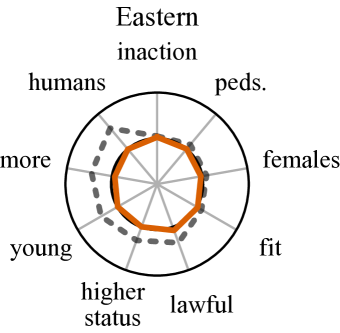 Eastern
inaction
humans
peds.
more
females
young
fit
higher
status
lawful